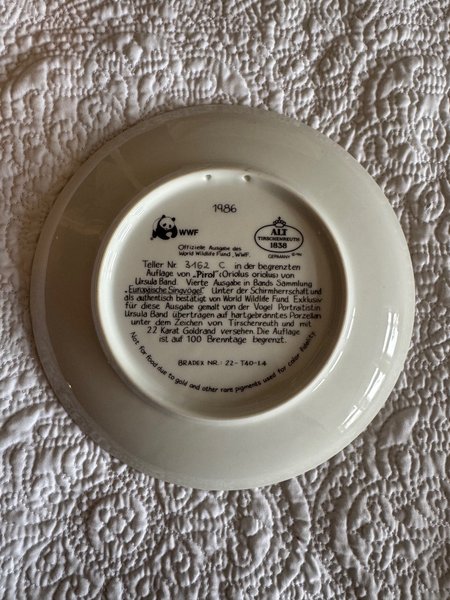 1986
WWF
Offizielle Ausgabe des
World Wildlife Fund „WWF.
ALT
TIRSCHENREUTH
1838
GERMANY
Teller Nr. 3162 C in der begrenzten
Auflage von „Pirol“ (Oriolus oriolus) von
Ursula Band. Vierte Ausgabe in Bands Sammlung
„Europäische Singvögel“. Unter der Schirmherrschaft und
als authentisch bestätigt von World Wildlife Fund. Exklusiv
für diese Ausgabe gemalt von der Vogel Portraitistin
Ursula Band übertragen auf hartgebranntes Porzellan
unter dem Zeichen von Tirschenreuth und mit
22 Karat Goldrand versehen. Die Auflage
ist auf 100 Brenntage begrenzt.
BRADEX NR.: 22-T40-1.4
Not for food due to gold and other rare pigments used for color fidelity